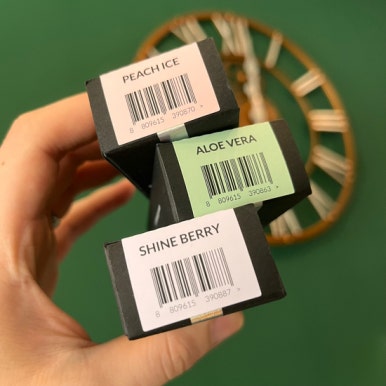 PEACH ICE
8 809615 390870 >
ALOE VERA
8 809615 390863 >
SHINE BERRY
8 809615 390887 >